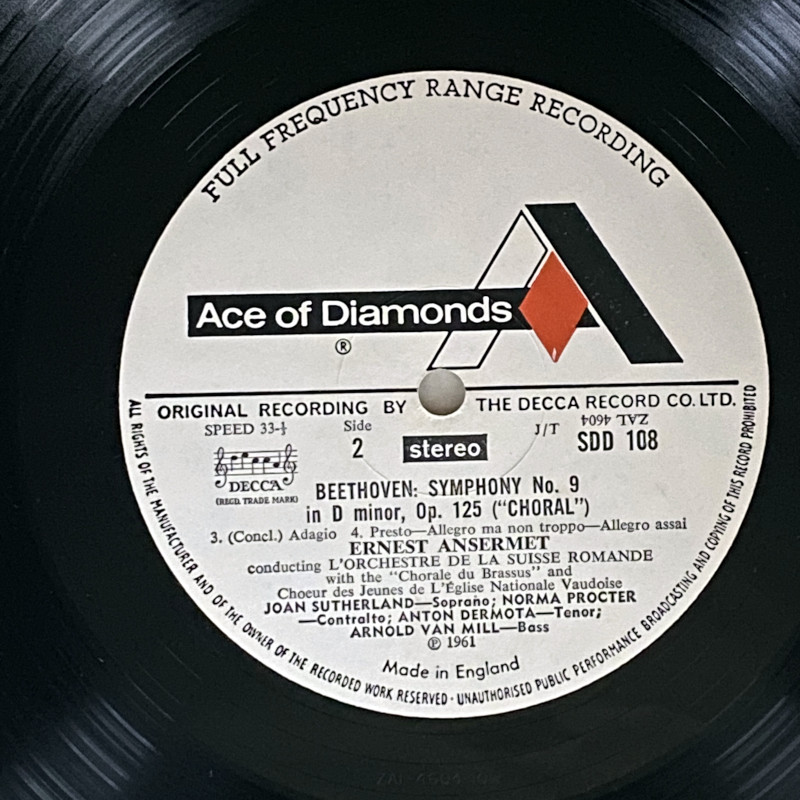 FULL FREQUENCY RANGE RECORDING
Ace of Diamonds
®
ORIGINAL RECORDING BY THE DECCA RECORD CO. LTD.
SPEED 33-⅓ Side J/T ZAL 4604
2 stereo SDD 108
DECCA
(REGD. TRADE MARK)
BEETHOVEN: SYMPHONY No. 9
in D minor, Op. 125 ("CHORAL")
3. (Concl.) Adagio 4. Presto—Allegro ma non troppo—Allegro assai
ERNEST ANSERMET
conducting L'ORCHESTRE DE LA SUISSE ROMANDE
with the "Chorale du Brassus" and
Choeur des Jeunes de L'Église Nationale Vaudoise
JOAN SUTHERLAND—Soprano; NORMA PROCTER
—Contralto; ANTON DERMOTA—Tenor;
ARNOLD VAN MILL—Bass
℗ 1961
Made in England
ALL RIGHTS OF THE MANUFACTURER AND OF THE OWNER OF THE RECORDED WORK RESERVED · UNAUTHORISED PUBLIC PERFORMANCE BROADCASTING AND COPYING OF THIS RECORD PROHIBITED